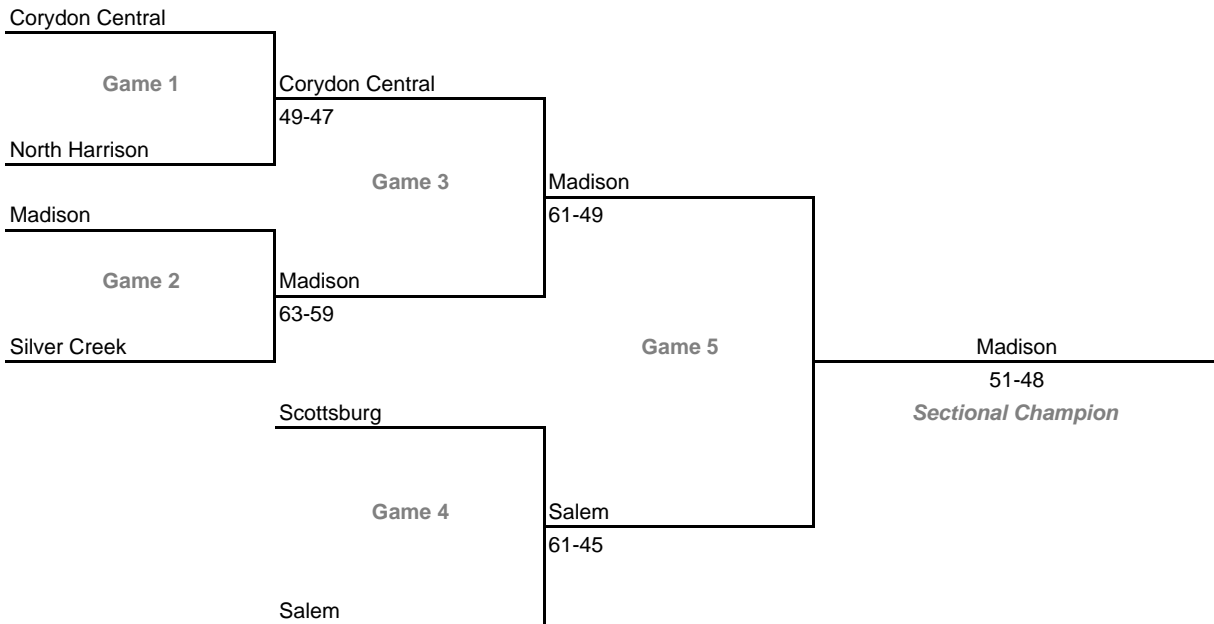 Corydon Central
Game 1
Corydon Central
49-47
North Harrison
Game 3
Madison
61-49
Madison
Game 2
Madison
63-59
Silver Creek
Game 5
Madison
51-48
Sectional Champion
Scottsburg
Game 4
Salem
61-45
Salem